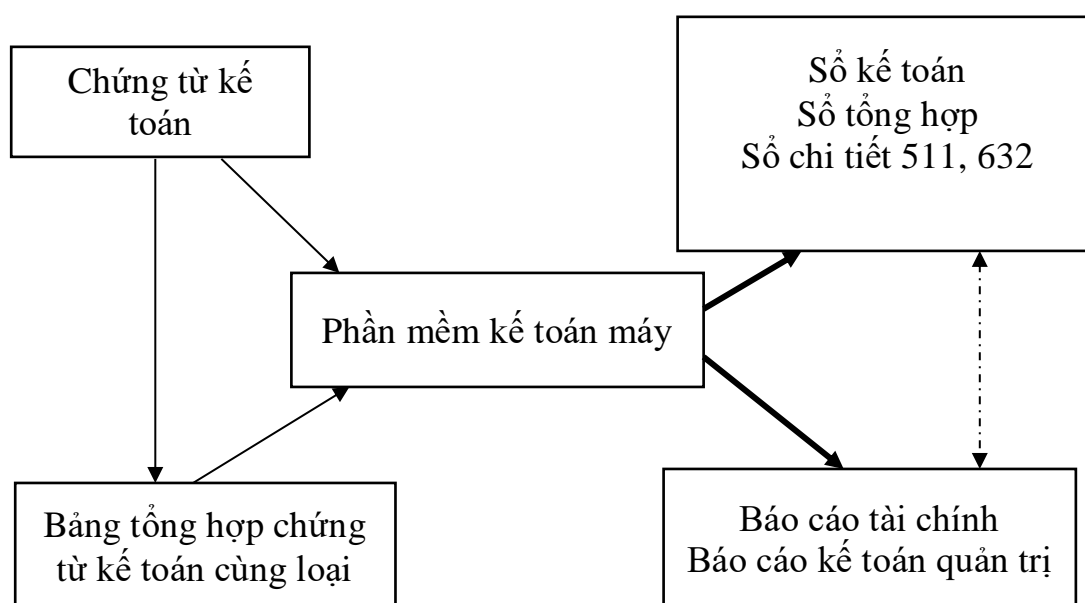 Chứng từ kế
toán
Sổ kế toán
Sổ tổng hợp
Sổ chi tiết 511, 632
Phần mềm kế toán máy
Bảng tổng hợp chứng
từ kế toán cùng loại
Báo cáo tài chính
Báo cáo kế toán quản trị